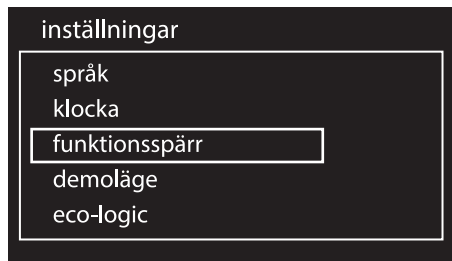 inställningar
språk
klocka
funktionsspärr
demoläge
eco-logic